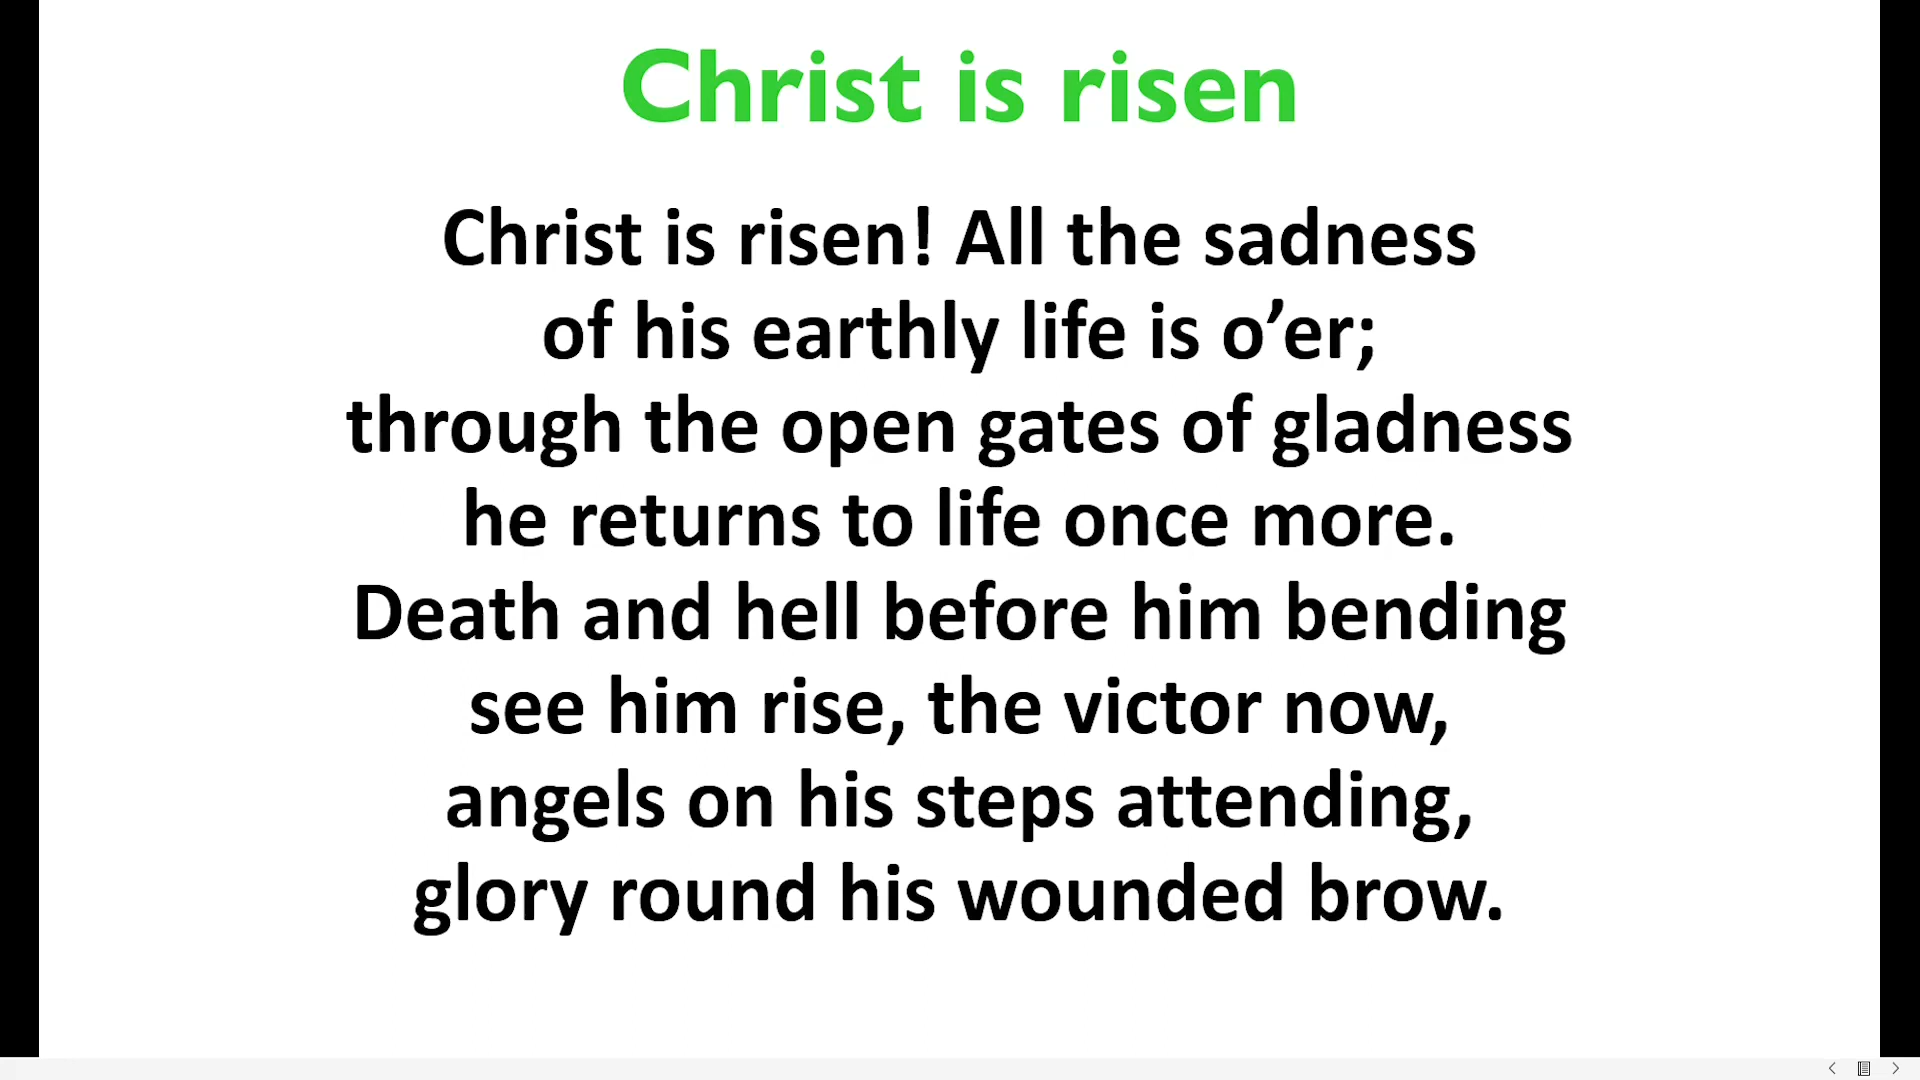 Christ is risen
Christ is risen! All the sadness
of his earthly life is o’er;
through the open gates of gladness
he returns to life once more.
Death and hell before him bending
see him rise, the victor now,
angels on his steps attending,
glory round his wounded brow.